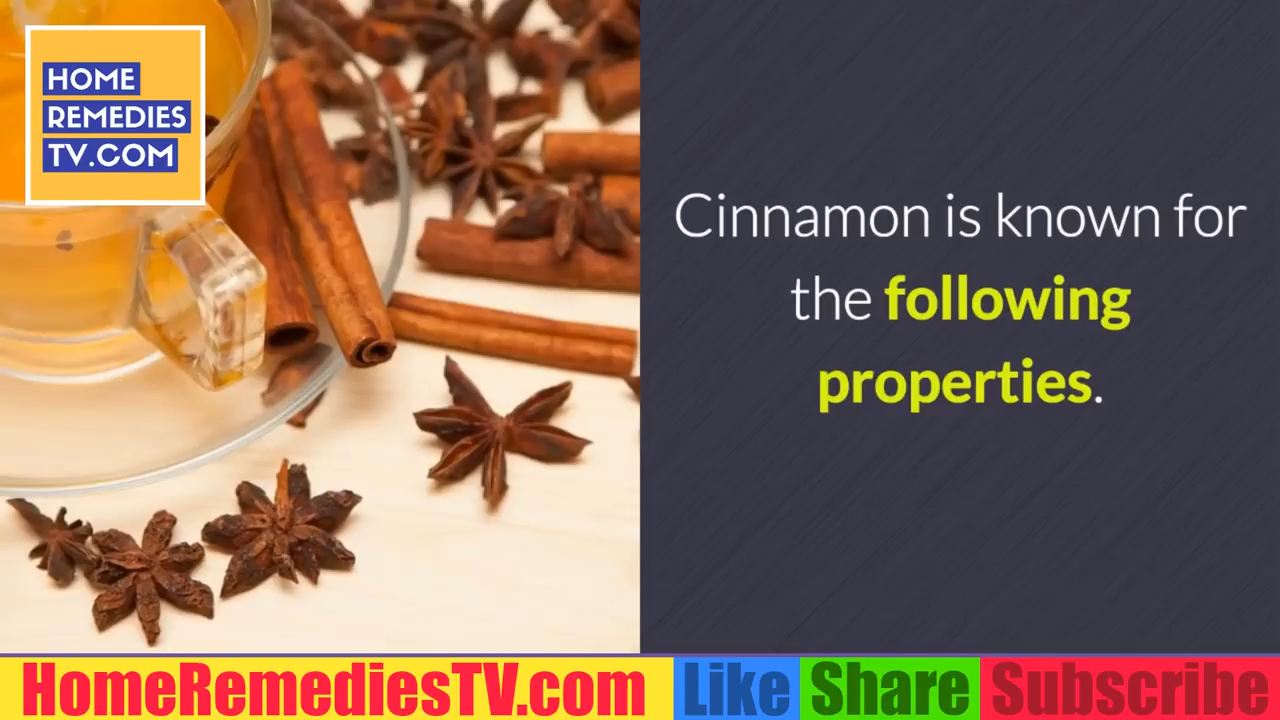 HOME
REMEDIES
TV.COM
Cinnamon is known for
the following
properties.
HomeRemediesTV.com Like Share Subscribe